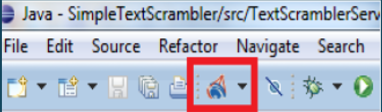 Java - SimpleTextScrambler/src/TextScramblerServ
File Edit Source Refactor Navigate Search